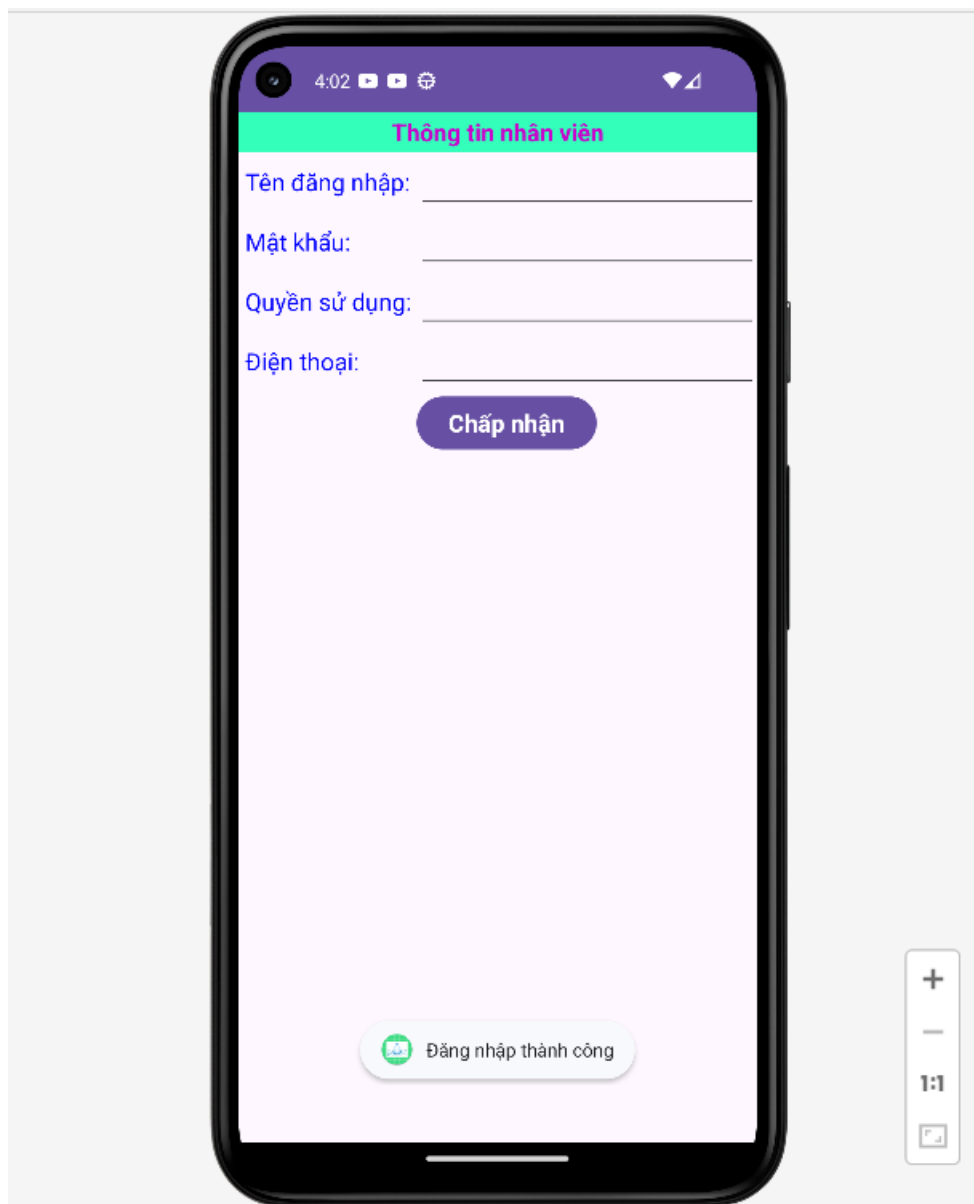 4:02
Thông tin nhân viên
Tên đăng nhập:
Mật khẩu:
Quyền sử dụng:
Điện thoại:
Chấp nhận
Đăng nhập thành công
1:1